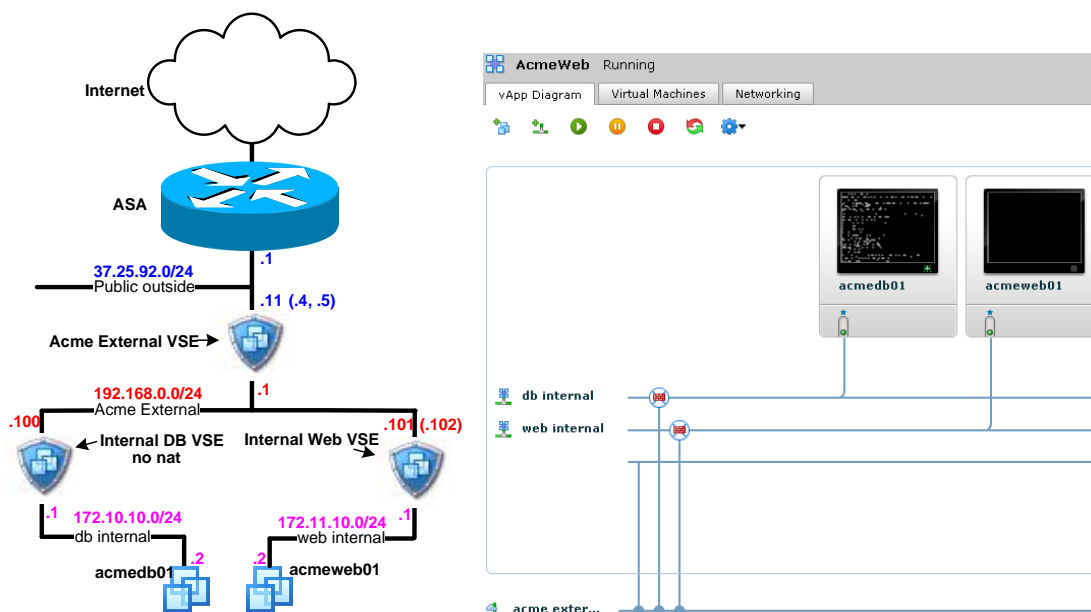 Internet
ASA
.1
37.25.92.0/24
Public outside
.11 (.4, .5)
Acme External VSE
192.168.0.0/24
.1
Acme External
.100
.101 (.102)
Internal DB VSE
no nat
Internal Web VSE
.1
172.10.10.0/24
db internal
172.11.10.0/24
.1
web internal
.2
acmedb01
.2
acmeweb01
AcmeWeb Running
vApp Diagram
Virtual Machines
Networking
acmedb01
acmeweb01
db internal
web internal
acme exter...